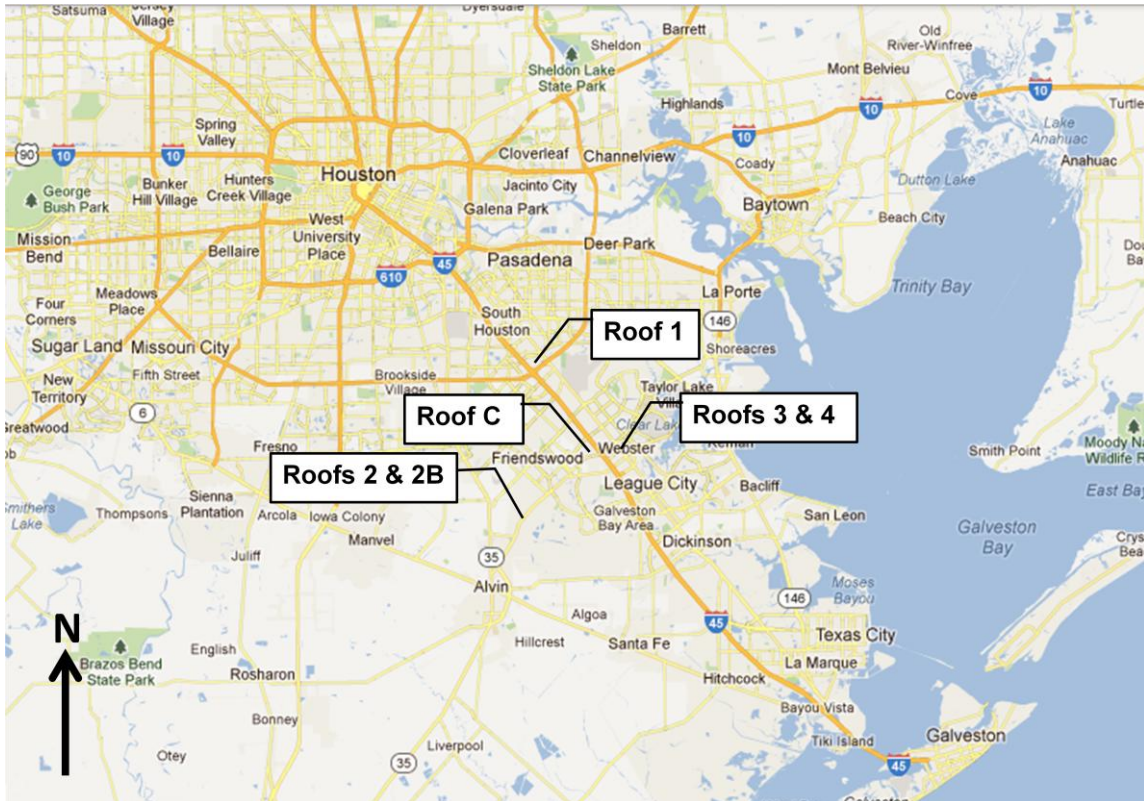 Satsuma
Jersey
Village
Dyersdale
Sheldon
Barrett
Old
River-Winfree
Sheldon Lake
State Park
Mont Belvieu
Highlands
Cove
10
Turtle
Lake
Anahuac
Anahuac
90
10
10
Spring
Valley
Cloverleaf
Channelview
10
10
Coady
Houston
Jacinto City
Dutton Lake
George
Bush Park
Bunker
Hill Village
Hunters
Creek Village
Galena Park
Baytown
Beach City
Mission
Bend
West
University
Place
Bellaire
Deer Park
45
Pasadena
610
Trinity Bay
Four
Corners
Meadows
Place
La Porte
South
Houston
146
Roof 1
Shoreacres
Sugar Land
Missouri City
New
Territory
Fifth Street
Brookside
Village
Taylor Lake
6
Roof C
Roofs 3 & 4
Clear Lake
Greatwood
Fresno
Friendswood
Webster
Smith Point
Moody Na
Wildlife R
Roofs 2 & 2B
League City
Bacliff
East Bay
Smithers
Lake
Thompsons
Sienna
Plantation
Arcola
Iowa Colony
Galveston
Bay Area
San Leon
Galveston
Bay
Juliff
Manvel
Dickinson
35
Moses
Bayou
Alvin
146
N
Algoa
45
Texas City
Hillcrest
Santa Fe
English
Brazos Bend
State Park
Rosharon
La Marque
Hitchcock
Bonney
Bayou Vista
Tiki Island
Galveston
Otey
Liverpool
35
45